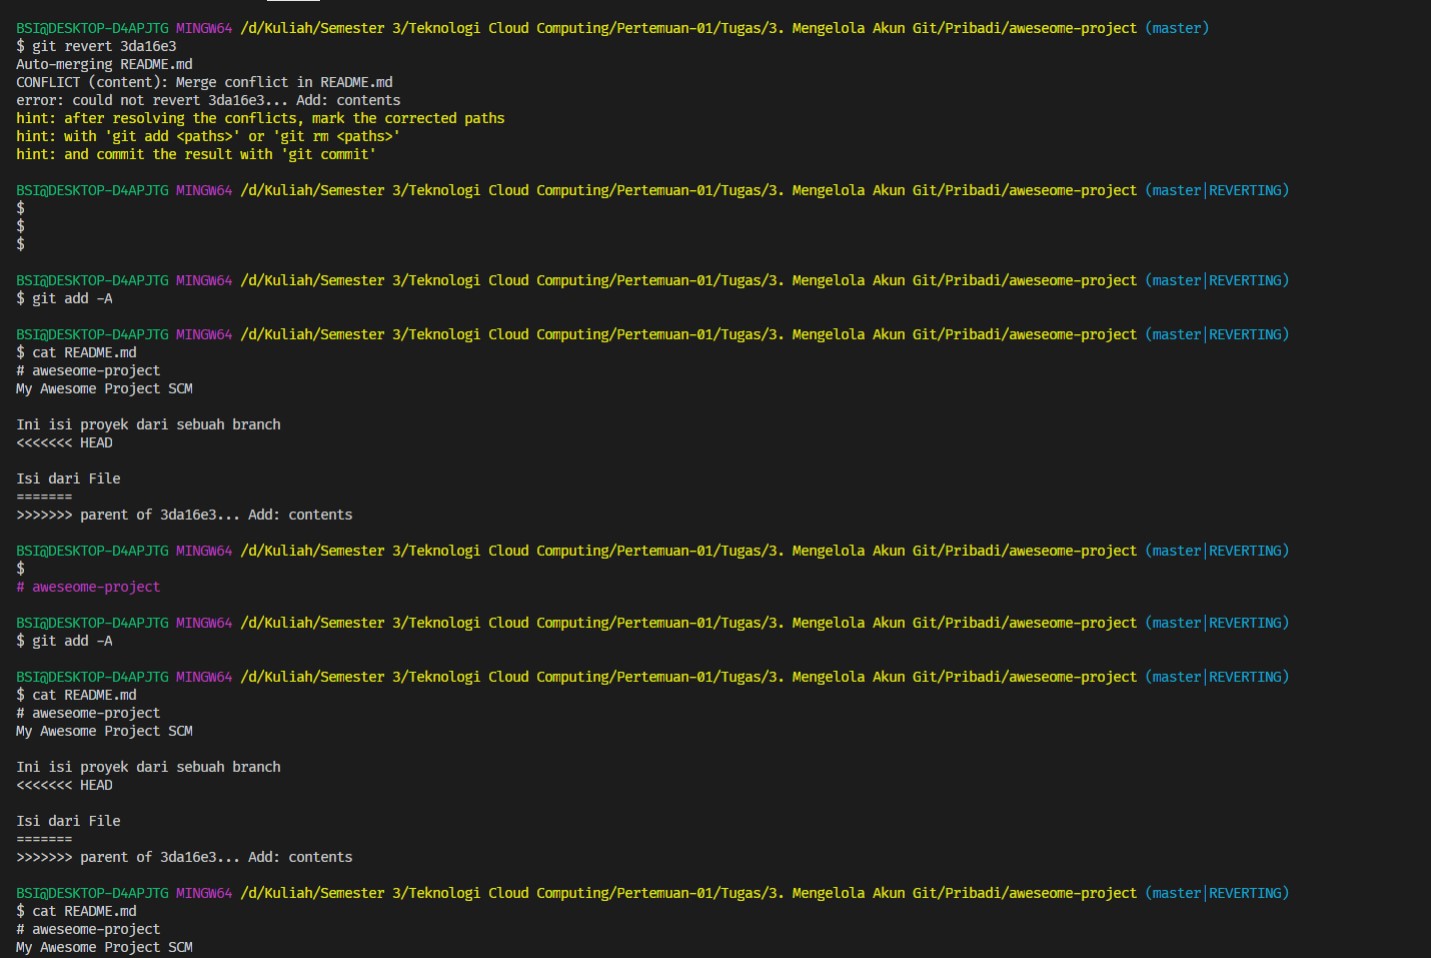 BSI@DESKTOP-D4APJTG MINGW64 /d/Kuliah/Semester 3/Teknologi Cloud Computing/Pertemuan-01/Tugas/3. Mengelola Akun Git/Pribadi/aweseome-project (master)
$ git revert 3da16e3
Auto-merging README.md
CONFLICT (content): Merge conflict in README.md
error: could not revert 3da16e3... Add: contents
hint: after resolving the conflicts, mark the corrected paths
hint: with 'git add <paths>' or 'git rm <paths>'
hint: and commit the result with 'git commit'
BSI@DESKTOP-D4APJTG MINGW64 /d/Kuliah/Semester 3/Teknologi Cloud Computing/Pertemuan-01/Tugas/3. Mengelola Akun Git/Pribadi/aweseome-project (master|REVERTING)
$
$
$
BSI@DESKTOP-D4APJTG MINGW64 /d/Kuliah/Semester 3/Teknologi Cloud Computing/Pertemuan-01/Tugas/3. Mengelola Akun Git/Pribadi/aweseome-project (master|REVERTING)
$ git add -A
BSI@DESKTOP-D4APJTG MINGW64 /d/Kuliah/Semester 3/Teknologi Cloud Computing/Pertemuan-01/Tugas/3. Mengelola Akun Git/Pribadi/aweseome-project (master|REVERTING)
$ cat README.md
# aweseome-project
My Awesome Project SCM
Ini isi proyek dari sebuah branch
<<<<<<< HEAD
Isi dari File
=======
>>>>>>> parent of 3da16e3... Add: contents
BSI@DESKTOP-D4APJTG MINGW64 /d/Kuliah/Semester 3/Teknologi Cloud Computing/Pertemuan-01/Tugas/3. Mengelola Akun Git/Pribadi/aweseome-project (master|REVERTING)
$
# aweseome-project
BSI@DESKTOP-D4APJTG MINGW64 /d/Kuliah/Semester 3/Teknologi Cloud Computing/Pertemuan-01/Tugas/3. Mengelola Akun Git/Pribadi/aweseome-project (master|REVERTING)
$ git add -A
BSI@DESKTOP-D4APJTG MINGW64 /d/Kuliah/Semester 3/Teknologi Cloud Computing/Pertemuan-01/Tugas/3. Mengelola Akun Git/Pribadi/aweseome-project (master|REVERTING)
$ cat README.md
# aweseome-project
My Awesome Project SCM
Ini isi proyek dari sebuah branch
<<<<<<< HEAD
Isi dari File
=======
>>>>>>> parent of 3da16e3... Add: contents
BSI@DESKTOP-D4APJTG MINGW64 /d/Kuliah/Semester 3/Teknologi Cloud Computing/Pertemuan-01/Tugas/3. Mengelola Akun Git/Pribadi/aweseome-project (master|REVERTING)
$ cat README.md
# aweseome-project
My Awesome Project SCM